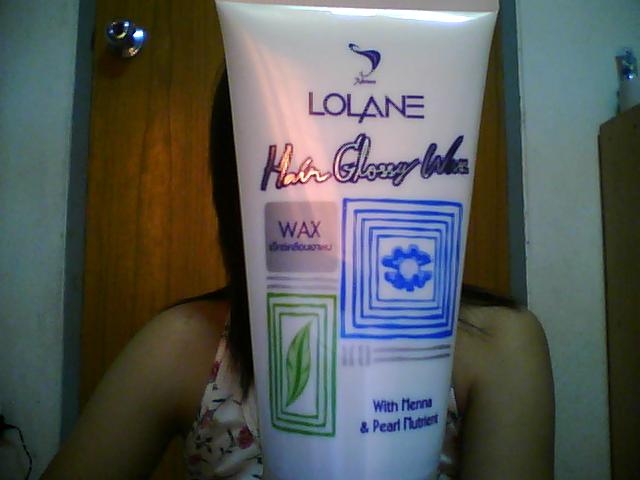 LOLANE
Hair Glossy Wax
WAX
With Henna
& Pearl Nutrient